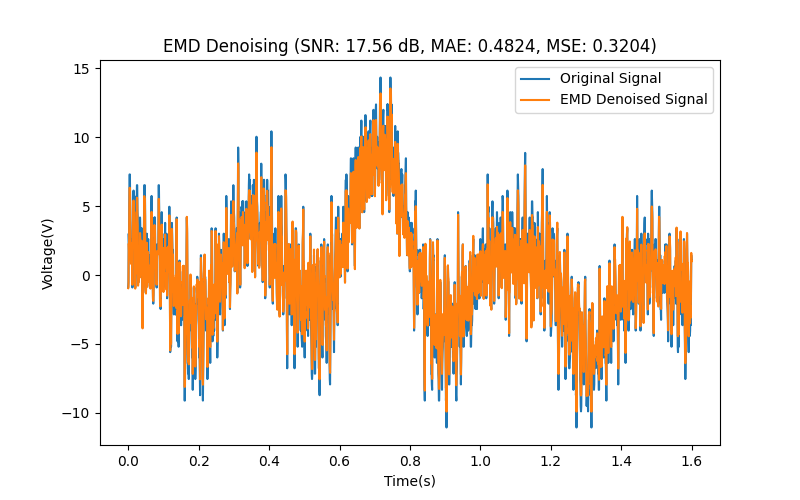 EMD Denoising (SNR: 17.56 dB, MAE: 0.4824, MSE: 0.3204)
Original Signal
EMD Denoised Signal
15
10
5
0
−5
−10
Voltage(V)
0.0 0.2 0.4 0.6 0.8 1.0 1.2 1.4 1.6
Time(s)